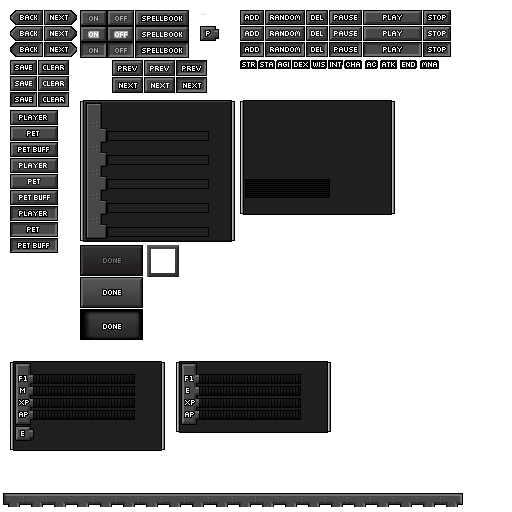 BACK NEXT ON OFF SPELLBOOK ADD RANDOM DEL PAUSE PLAY STOP
BACK NEXT ON OFF SPELLBOOK P ADD RANDOM DEL PAUSE PLAY STOP
BACK NEXT ON OFF SPELLBOOK ADD RANDOM DEL PAUSE PLAY STOP
SAVE CLEAR PREV PREV PREV STR STA AGI DEX WIS INT CHA AC ATK END MNA
SAVE CLEAR NEXT NEXT NEXT
SAVE CLEAR
PLAYER
PET
PET BUFF
PLAYER
PET
PET BUFF
PLAYER
PET
PET BUFF
DONE
DONE
DONE
F1 F1
M E
XP XP
AP AP
E